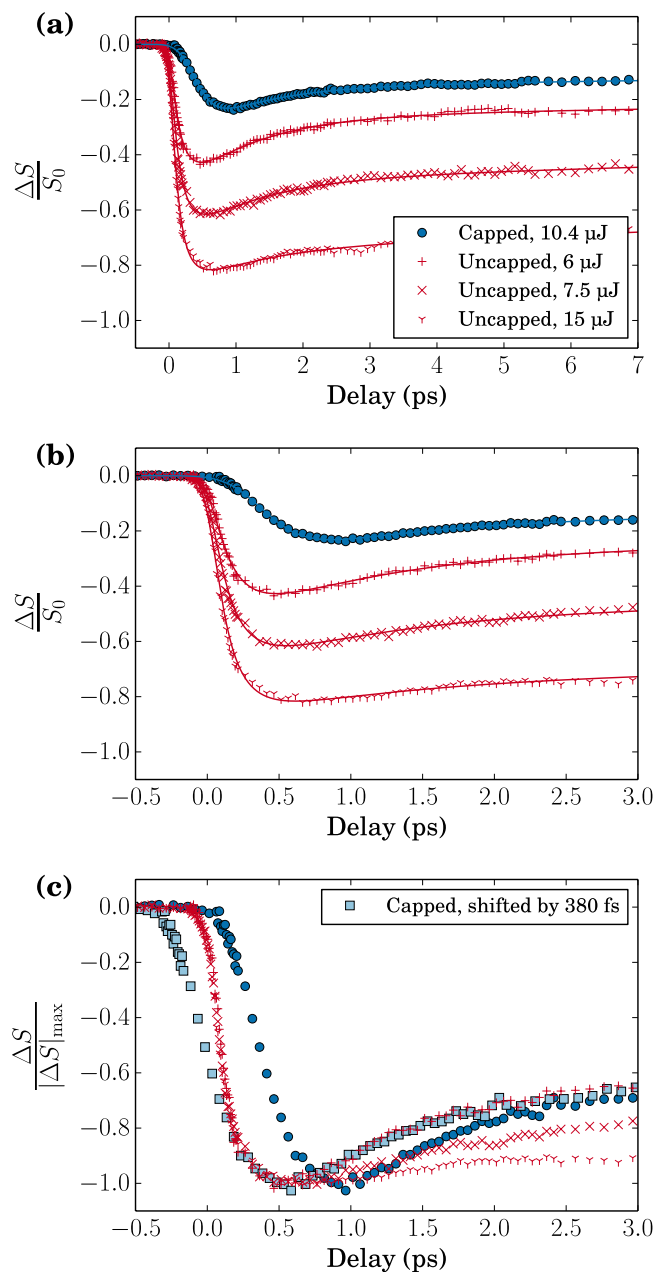 (a)
0.0
−0.2
−0.4
−0.6
−0.8
−1.0
ΔS
S0
Capped, 10.4 µJ
Uncapped, 6 µJ
Uncapped, 7.5 µJ
Uncapped, 15 µJ
0 1 2 3 4 5 6 7
Delay (ps)
(b)
0.0
−0.2
−0.4
−0.6
−0.8
−1.0
ΔS
S0
−0.5 0.0 0.5 1.0 1.5 2.0 2.5 3.0
Delay (ps)
(c)
Capped, shifted by 380 fs
0.0
−0.2
−0.4
−0.6
−0.8
−1.0
ΔS
|ΔS|max
−0.5 0.0 0.5 1.0 1.5 2.0 2.5 3.0
Delay (ps)